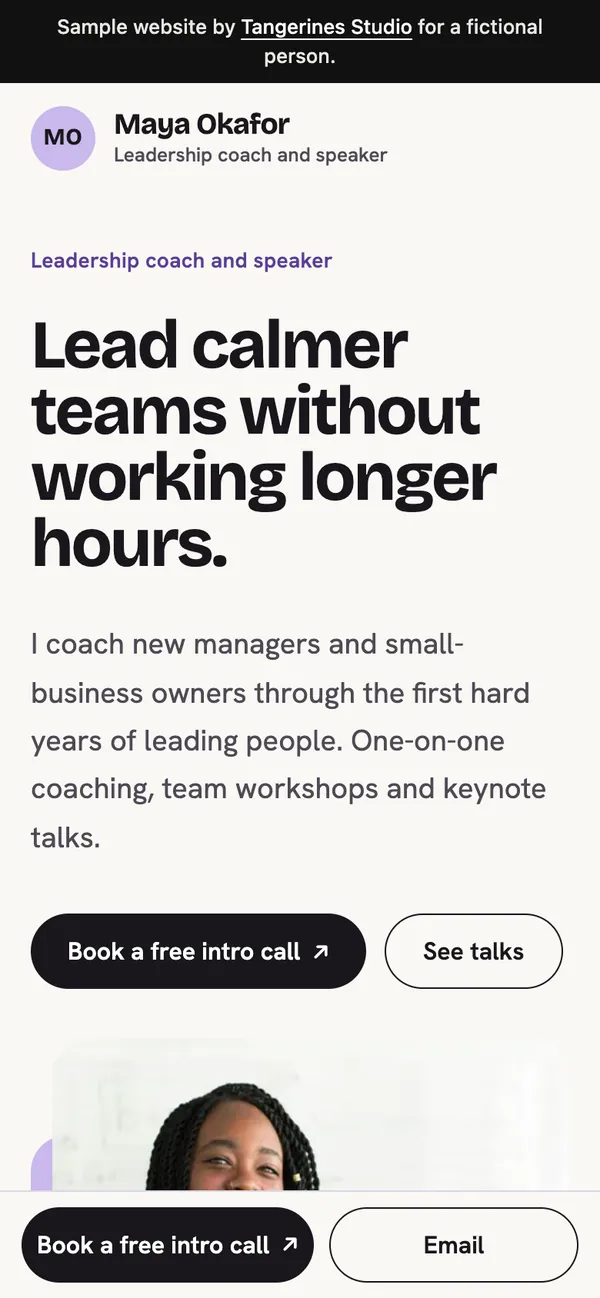 Sample website by Tangerines Studio for a fictional
person.
MO
Maya Okafor
Leadership coach and speaker
Leadership coach and speaker
Lead calmer
teams without
working longer
hours.
I coach new managers and small-
business owners through the first hard
years of leading people. One-on-one
coaching, team workshops and keynote
talks.
Book a free intro call ↗
See talks
Book a free intro call ↗
Email